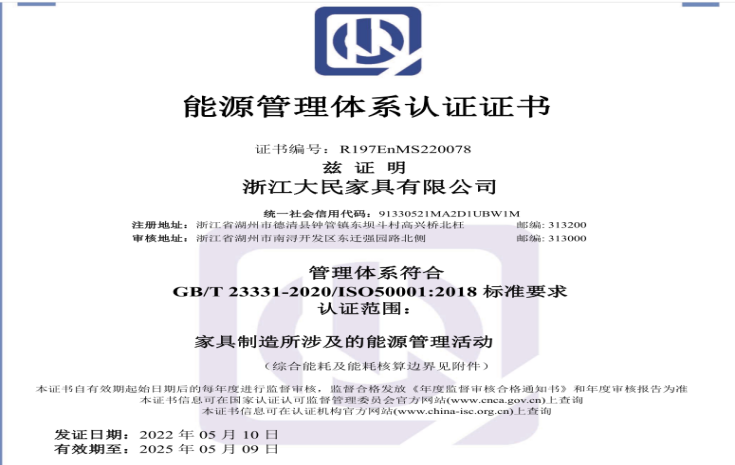 能源管理体系认证证书
证书编号：R197EnMS220078
兹 证 明
浙江大民家具有限公司
统一社会信用代码：91330521MA2D1UBW1M
注册地址：浙江省湖州市德清县钟管镇东坝斗村高兴桥北枉 邮编: 313200
审核地址：浙江省湖州市南浔开发区东迁强园路北侧 邮编: 313000
管理体系符合
GB/T 23331-2020/ISO50001:2018 标准要求
认证范围：
家具制造所涉及的能源管理活动
（综合能耗及能耗核算边界见附件）
本证书自有效期起始日期后的每年度进行监督审核，监督合格发放《年度监督审核合格通知书》和年度审核报告为准
本证书信息可在国家认证认可监督管理委员会官方网站(www.cnca.gov.cn)上查询
本证书信息可在认证机构官方网站(www.china-isc.org.cn)上查询
发证日期：2022 年 05 月 10 日
有效期至：2025 年 05 月 09 日